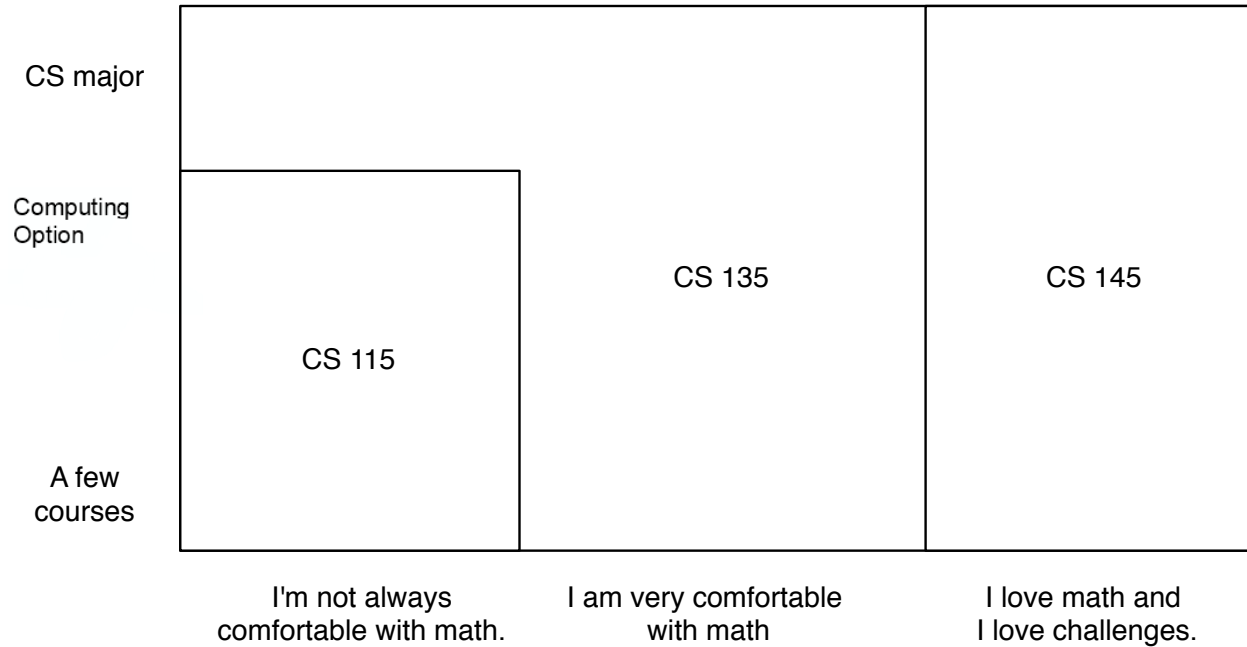 CS major
Computing
Option
CS 135
CS 145
CS 115
A few
courses
I'm not always
comfortable with math.
I am very comfortable
with math
I love math and
I love challenges.